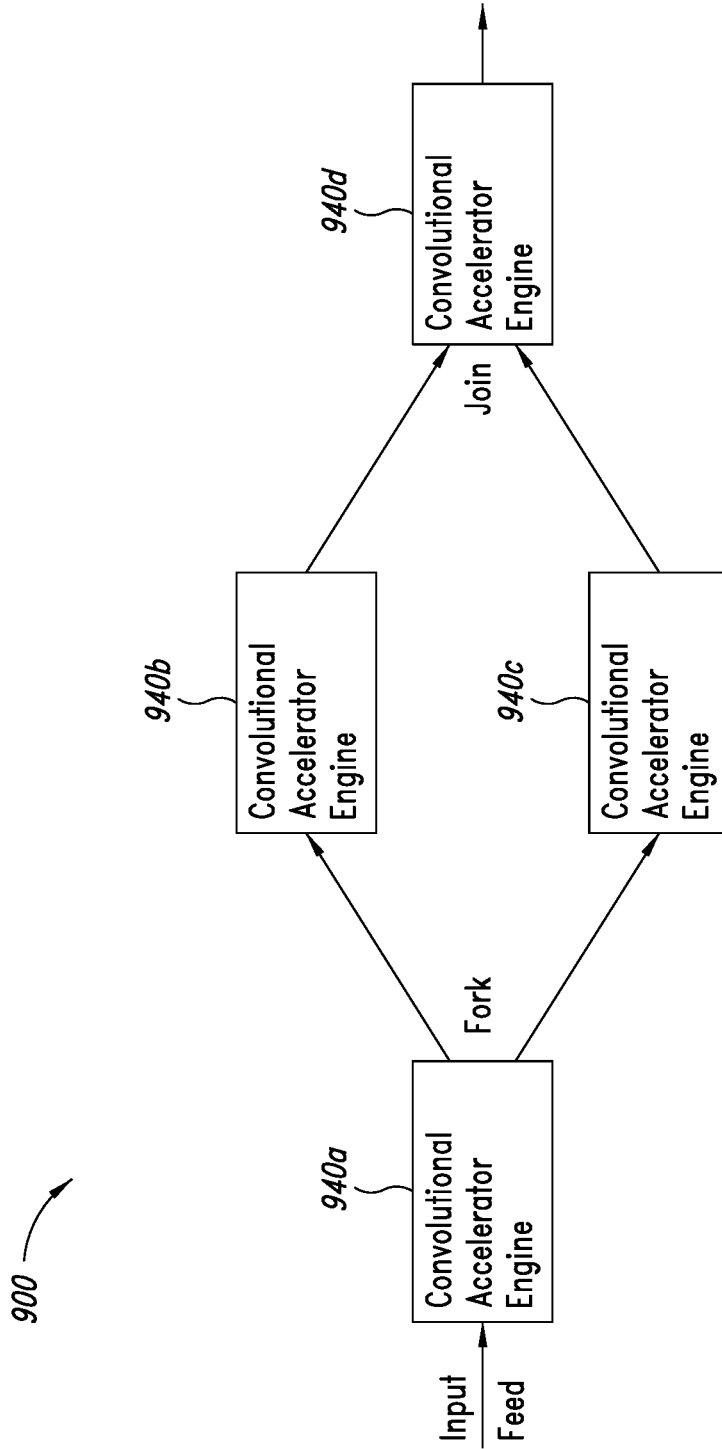 900
Input
Feed
940a
Convolutional
Accelerator
Engine
Fork
940b
Convolutional
Accelerator
Engine
940c
Convolutional
Accelerator
Engine
Join
940d
Convolutional
Accelerator
Engine